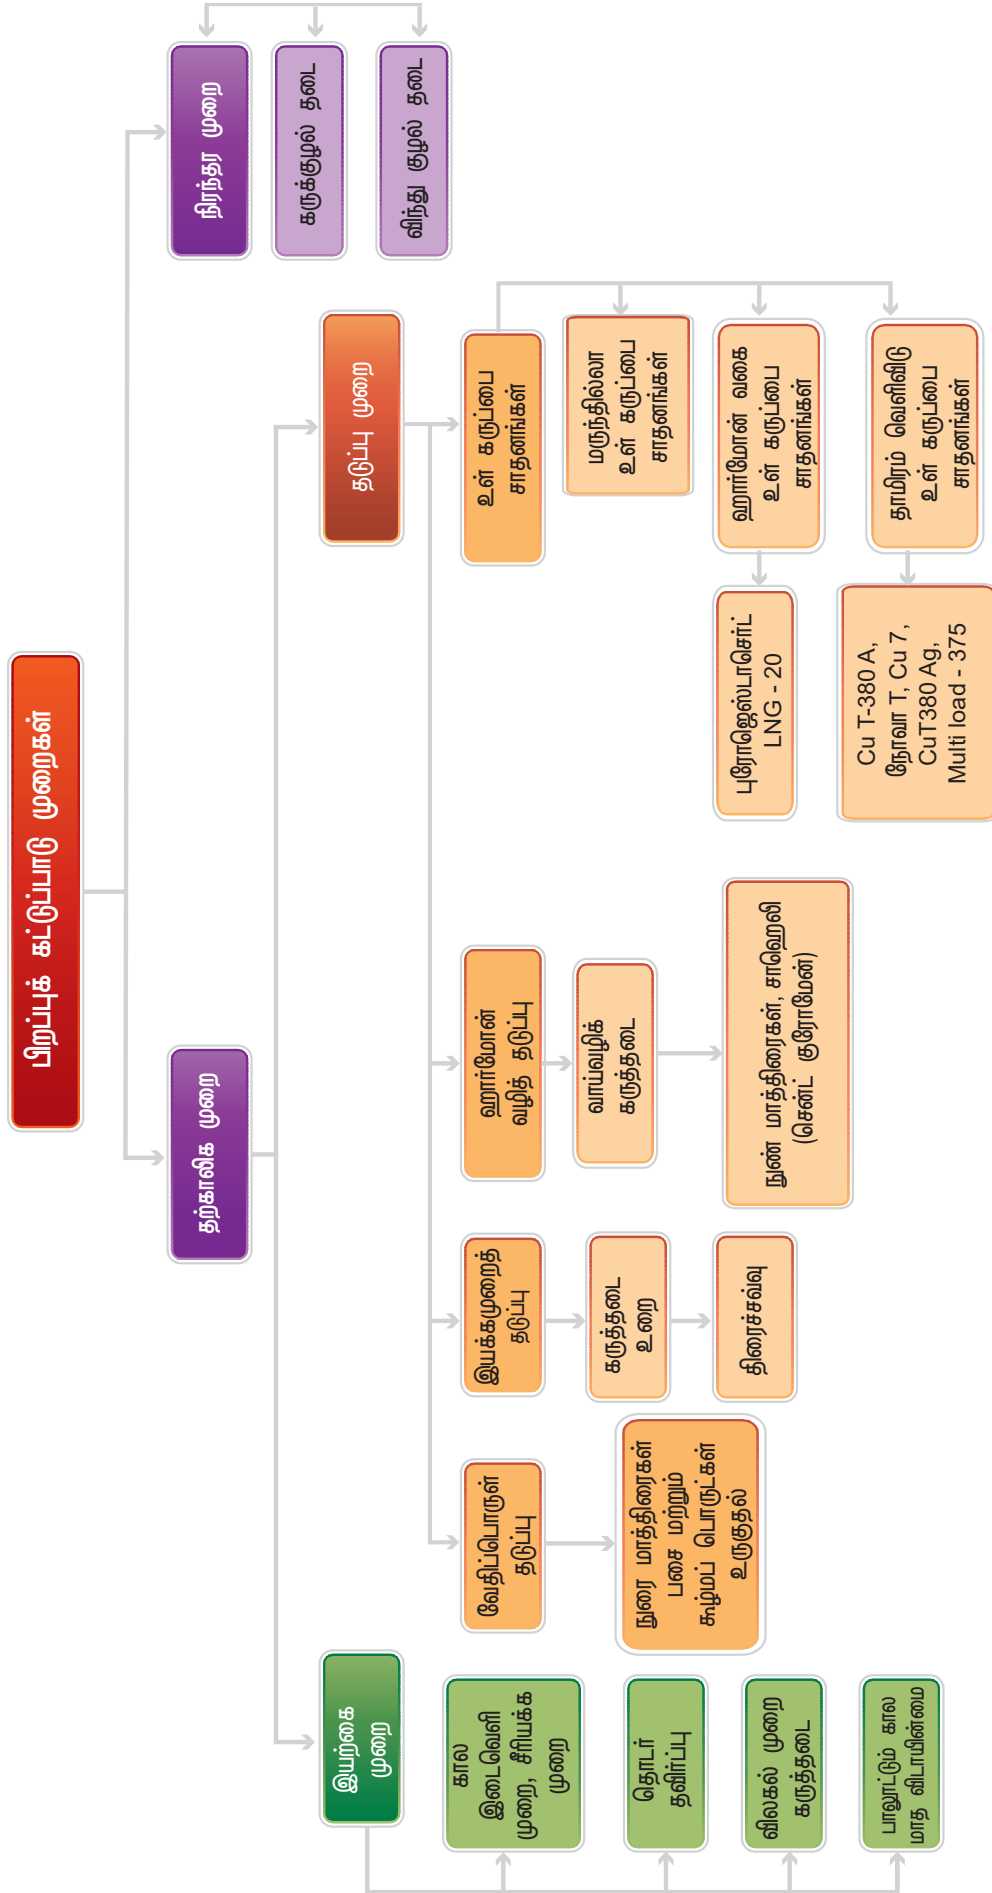 பிறப்புக் கட்டுப்பாடு முறைகள்
தற்காலிக முறை
நிரந்தர முறை
கருக்குழல் தடை
விந்து குழல் தடை
இயற்கை
முறை
தடுப்பு முறை
கால
இடைவெளி
முறை, சீரியக்க
முறை
தொடர்
தவிர்ப்பு
விலகல் முறை
கருத்தடை
பாலூட்டும் கால
மாத விடாயின்மை
வேதிப்பொருள்
தடுப்பு
நுரை மாத்திரைகள்
பசை மற்றும்
கூழ்மப் பொருட்கள்
உருகுதல்
இயக்கமுறைத்
தடுப்பு
கருத்தடை
உறை
திரைச்சவ்வு
ஹார்மோன்
வழித் தடுப்பு
வாய்வழிக்
கருத்தடை
நுண் மாத்திரைகள், சாஹெலி
(சென்ட் குரோமேன்)
உள் கருப்பை
சாதனங்கள்
மருந்தில்லா
உள் கருப்பை
சாதனங்கள்
ஹார்மோன் வகை
உள் கருப்பை
சாதனங்கள்
புரோஜெஸ்டாசெர்ட்
LNG - 20
தாமிரம் வெளிவிடு
உள் கருப்பை
சாதனங்கள்
Cu T-380 A,
நோவா T, Cu 7 ,
CuT380 Ag,
Multi load - 375